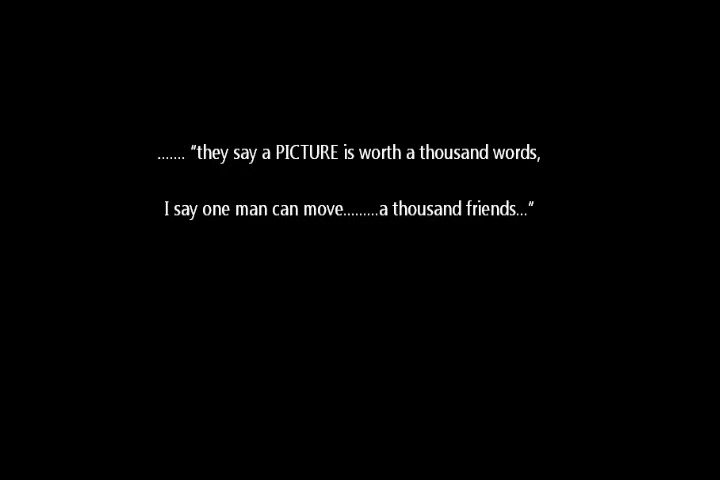 ....... "they say a PICTURE is worth a thousand words,
I say one man can move.........a thousand friends..."